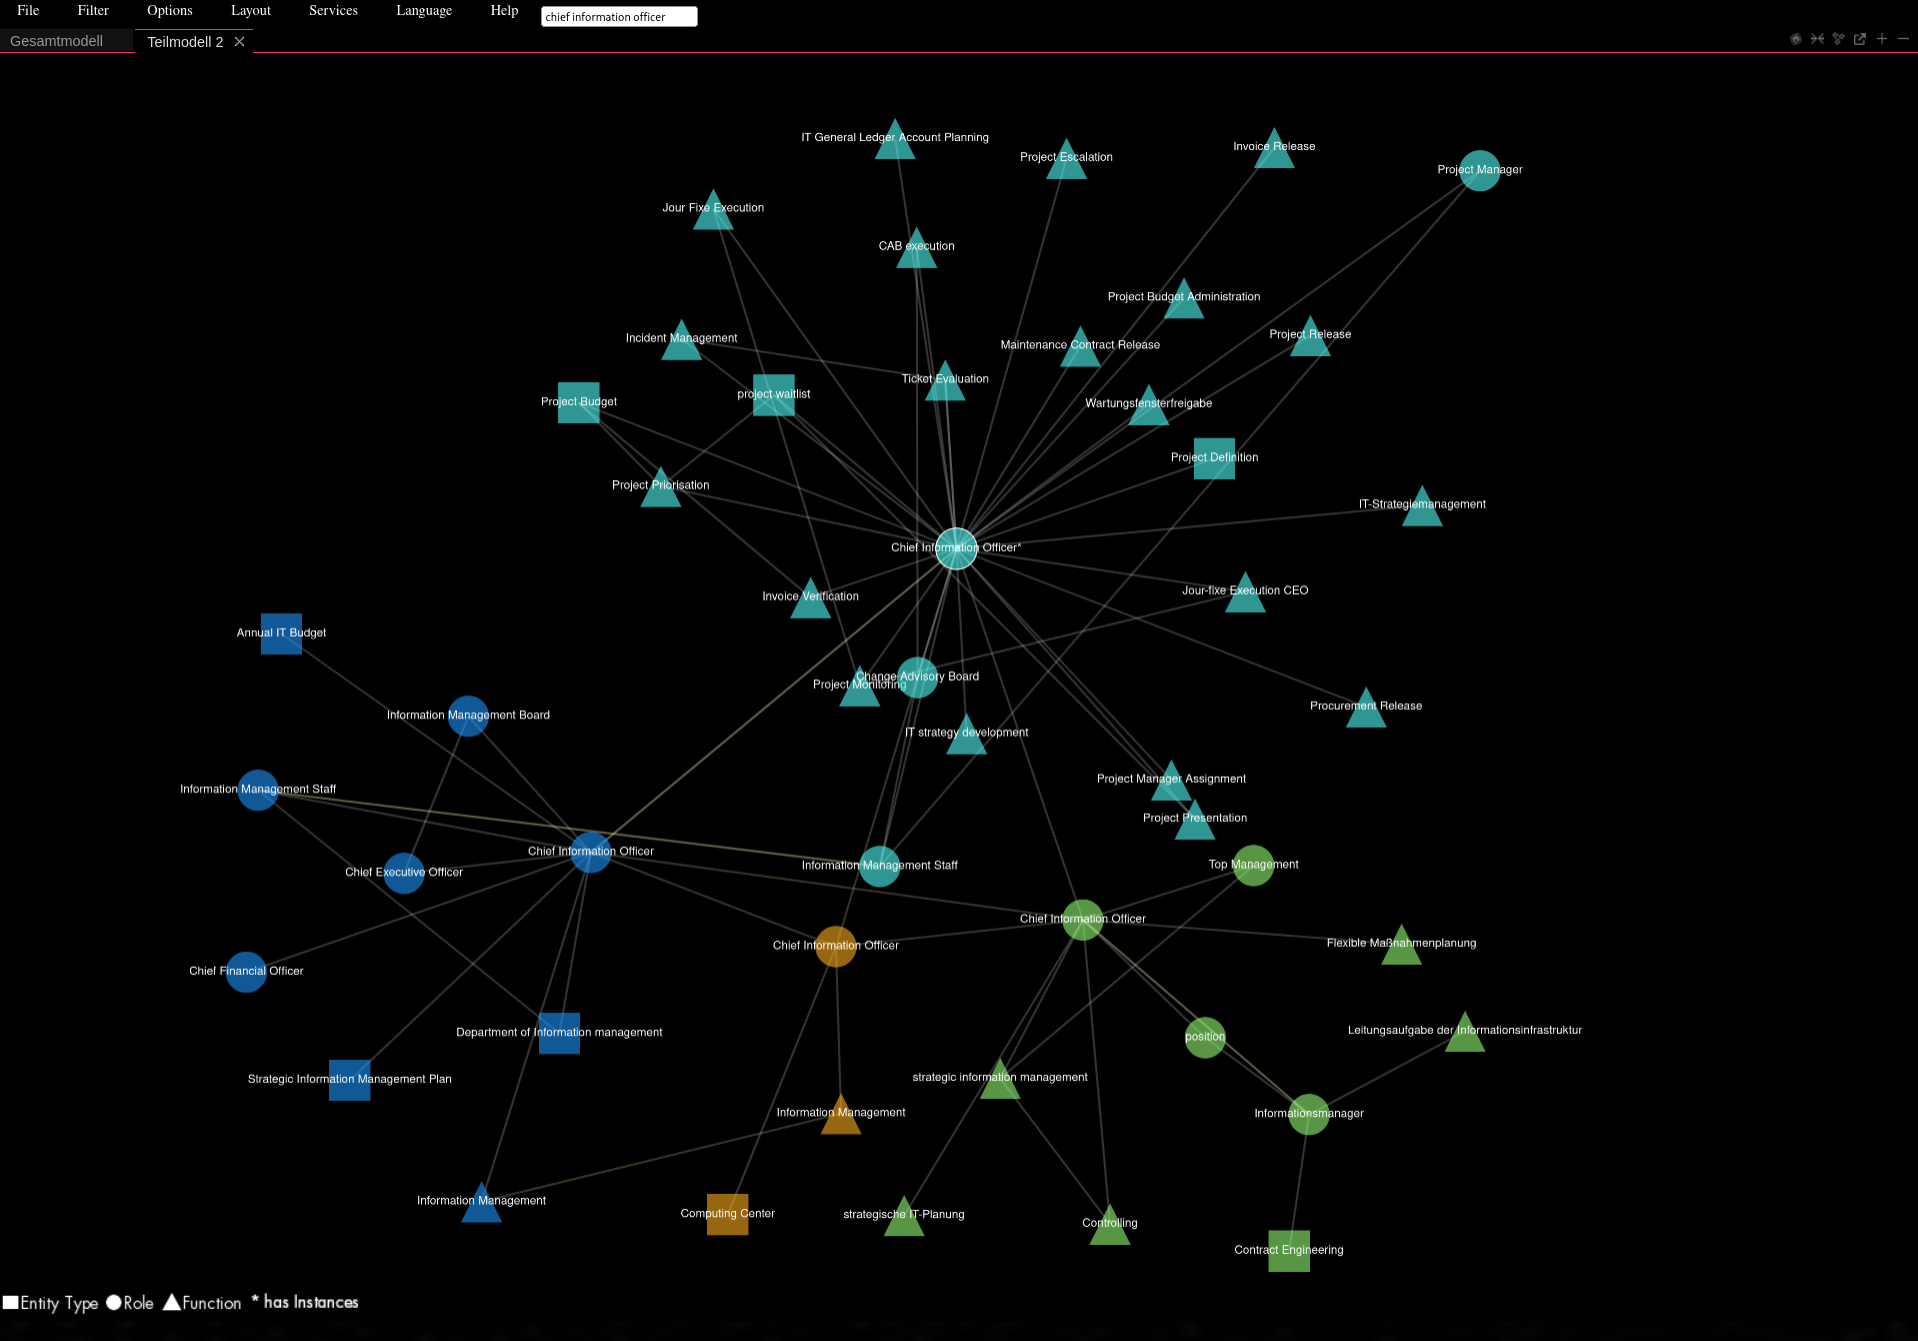 File Filter Options Layout Services Language Help chief information officer
Gesamtmodell Teilmodell 2
IT General Ledger Account Planning
Project Escalation
Invoice Release
Project Manager
Jour Fixe Execution
CAB execution
Project Budget Administration
Incident Management
Maintenance Contract Release
Project Release
Ticket Evaluation
project waitlist
Project Budget
Wartungsfensterfreigabe
Project Definition
Project Priorisation
IT-Strategiemanagement
Chief Information Officer*
Invoice Verification
Jour-fixe Execution CEO
Annual IT Budget
Change Advisory Board
Project Monitoring
Procurement Release
Information Management Board
IT strategy development
Project Manager Assignment
Information Management Staff
Project Presentation
Chief Information Officer
Information Management Staff
Top Management
Chief Executive Officer
Chief Information Officer
Chief Information Officer
Flexible Maßnahmenplanung
Chief Financial Officer
Department of Information management
Leitungsaufgabe der Informationsinfrastruktur
position
Strategic Information Management Plan
strategic information management
Information Management
Informationsmanager
Information Management
Computing Center
strategische IT-Planung
Controlling
Contract Engineering
Entity Type Role Function * has Instances